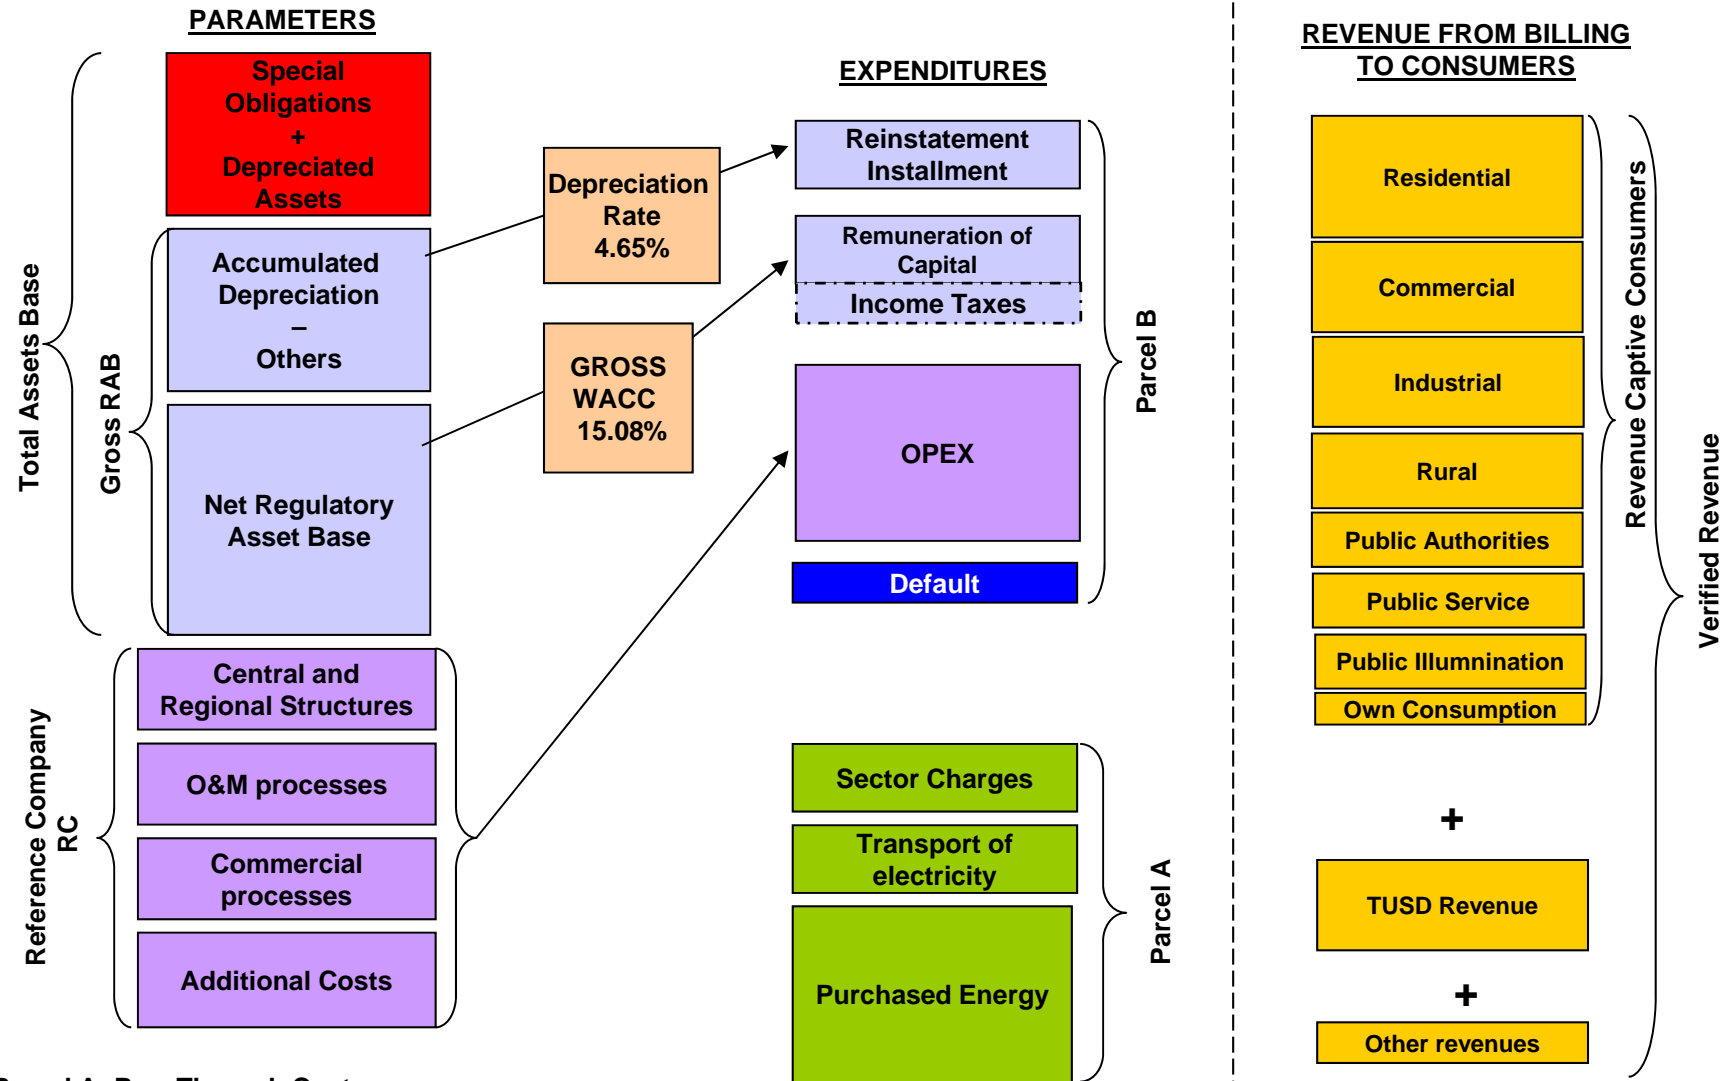 PARAMETERS
Special
Obligations
+
Depreciated
Assets
Accumulated
Depreciation
–
Others
Net Regulatory
Asset Base
Total Assets Base
Gross RAB
Central and
Regional Structures
O&M processes
Commercial
processes
Additional Costs
Reference Company
RC
Depreciation
Rate
4.65%
GROSS
WACC
15.08%
EXPENDITURES
Reinstatement
Installment
Remuneration of
Capital
Income Taxes
OPEX
Default
Parcel B
Sector Charges
Transport of
electricity
Purchased Energy
Parcel A
REVENUE FROM BILLING
TO CONSUMERS
Residential
Commercial
Industrial
Rural
Public Authorities
Public Service
Public Illumnination
Own Consumption
Revenue Captive Consumers
+
TUSD Revenue
+
Other revenues
Verified Revenue